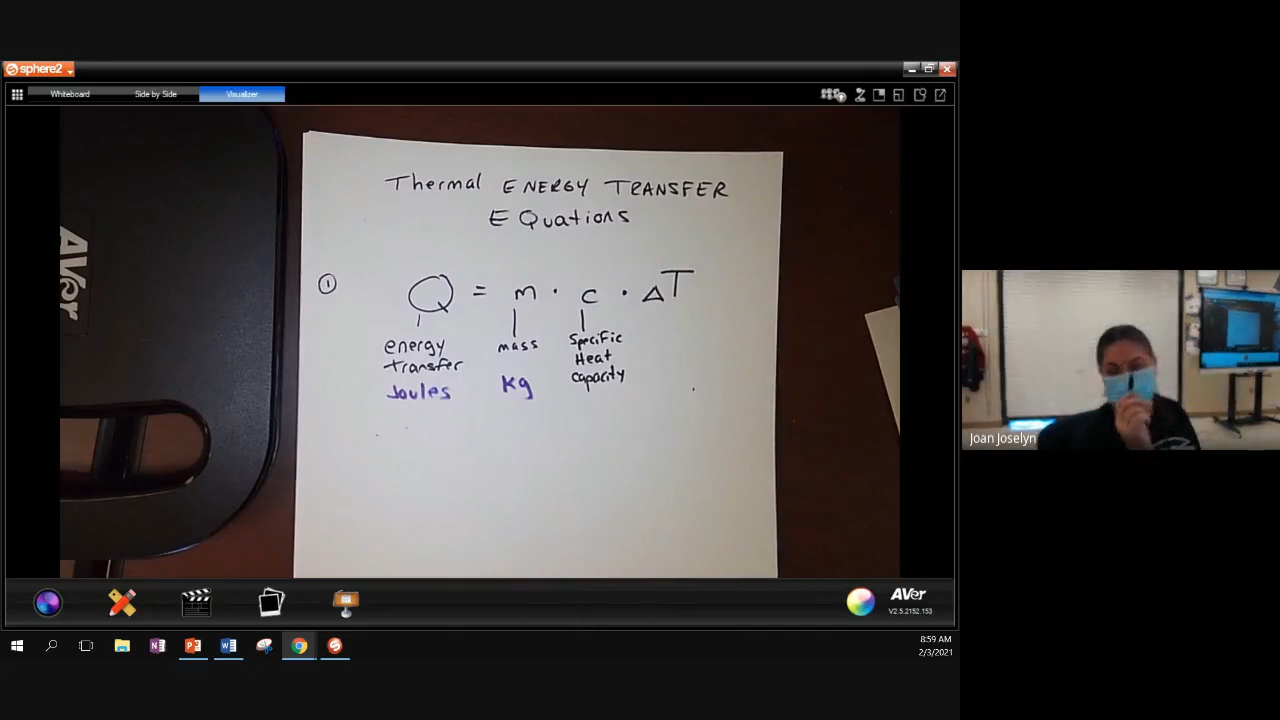 sphere2
Whiteboard
Side by Side
Visualizer
AVer
Thermal ENERGY TRANSFER
EQuations
① Q = m · c · ΔT
energy transfer
Joules
mass
Kg
Specific
Heat
capacity
Joan Joselyn
AVer
V2.5.2152.153
8:59 AM
2/3/2021